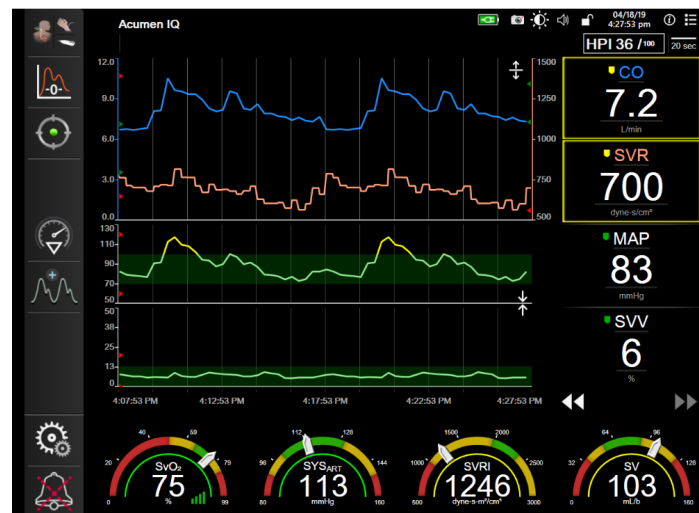 Acumen IQ
04/18/19
4:27:53 pm
HPI 36 /100
20 sec
-0-
12.0
9.0
6.0
3.0
0.0
1500
1250
1000
750
500
CO
7.2
L/min
SVR
700
dyne-s/cm⁵
130
110
90
70
50
MAP
83
mmHg
50
38
25
13
0
SVV
6
%
4:07:53 PM
4:12:53 PM
4:17:53 PM
4:22:53 PM
4:27:53 PM
0
20
40
59
79
99
SvO₂
75
%
80
96
112
128
144
160
SYSART
113
mmHg
500
1000
1500
2000
2500
3000
SVRI
1246
dyne-s-m²/cm⁵
0
32
64
96
128
160
SV
103
mL/b